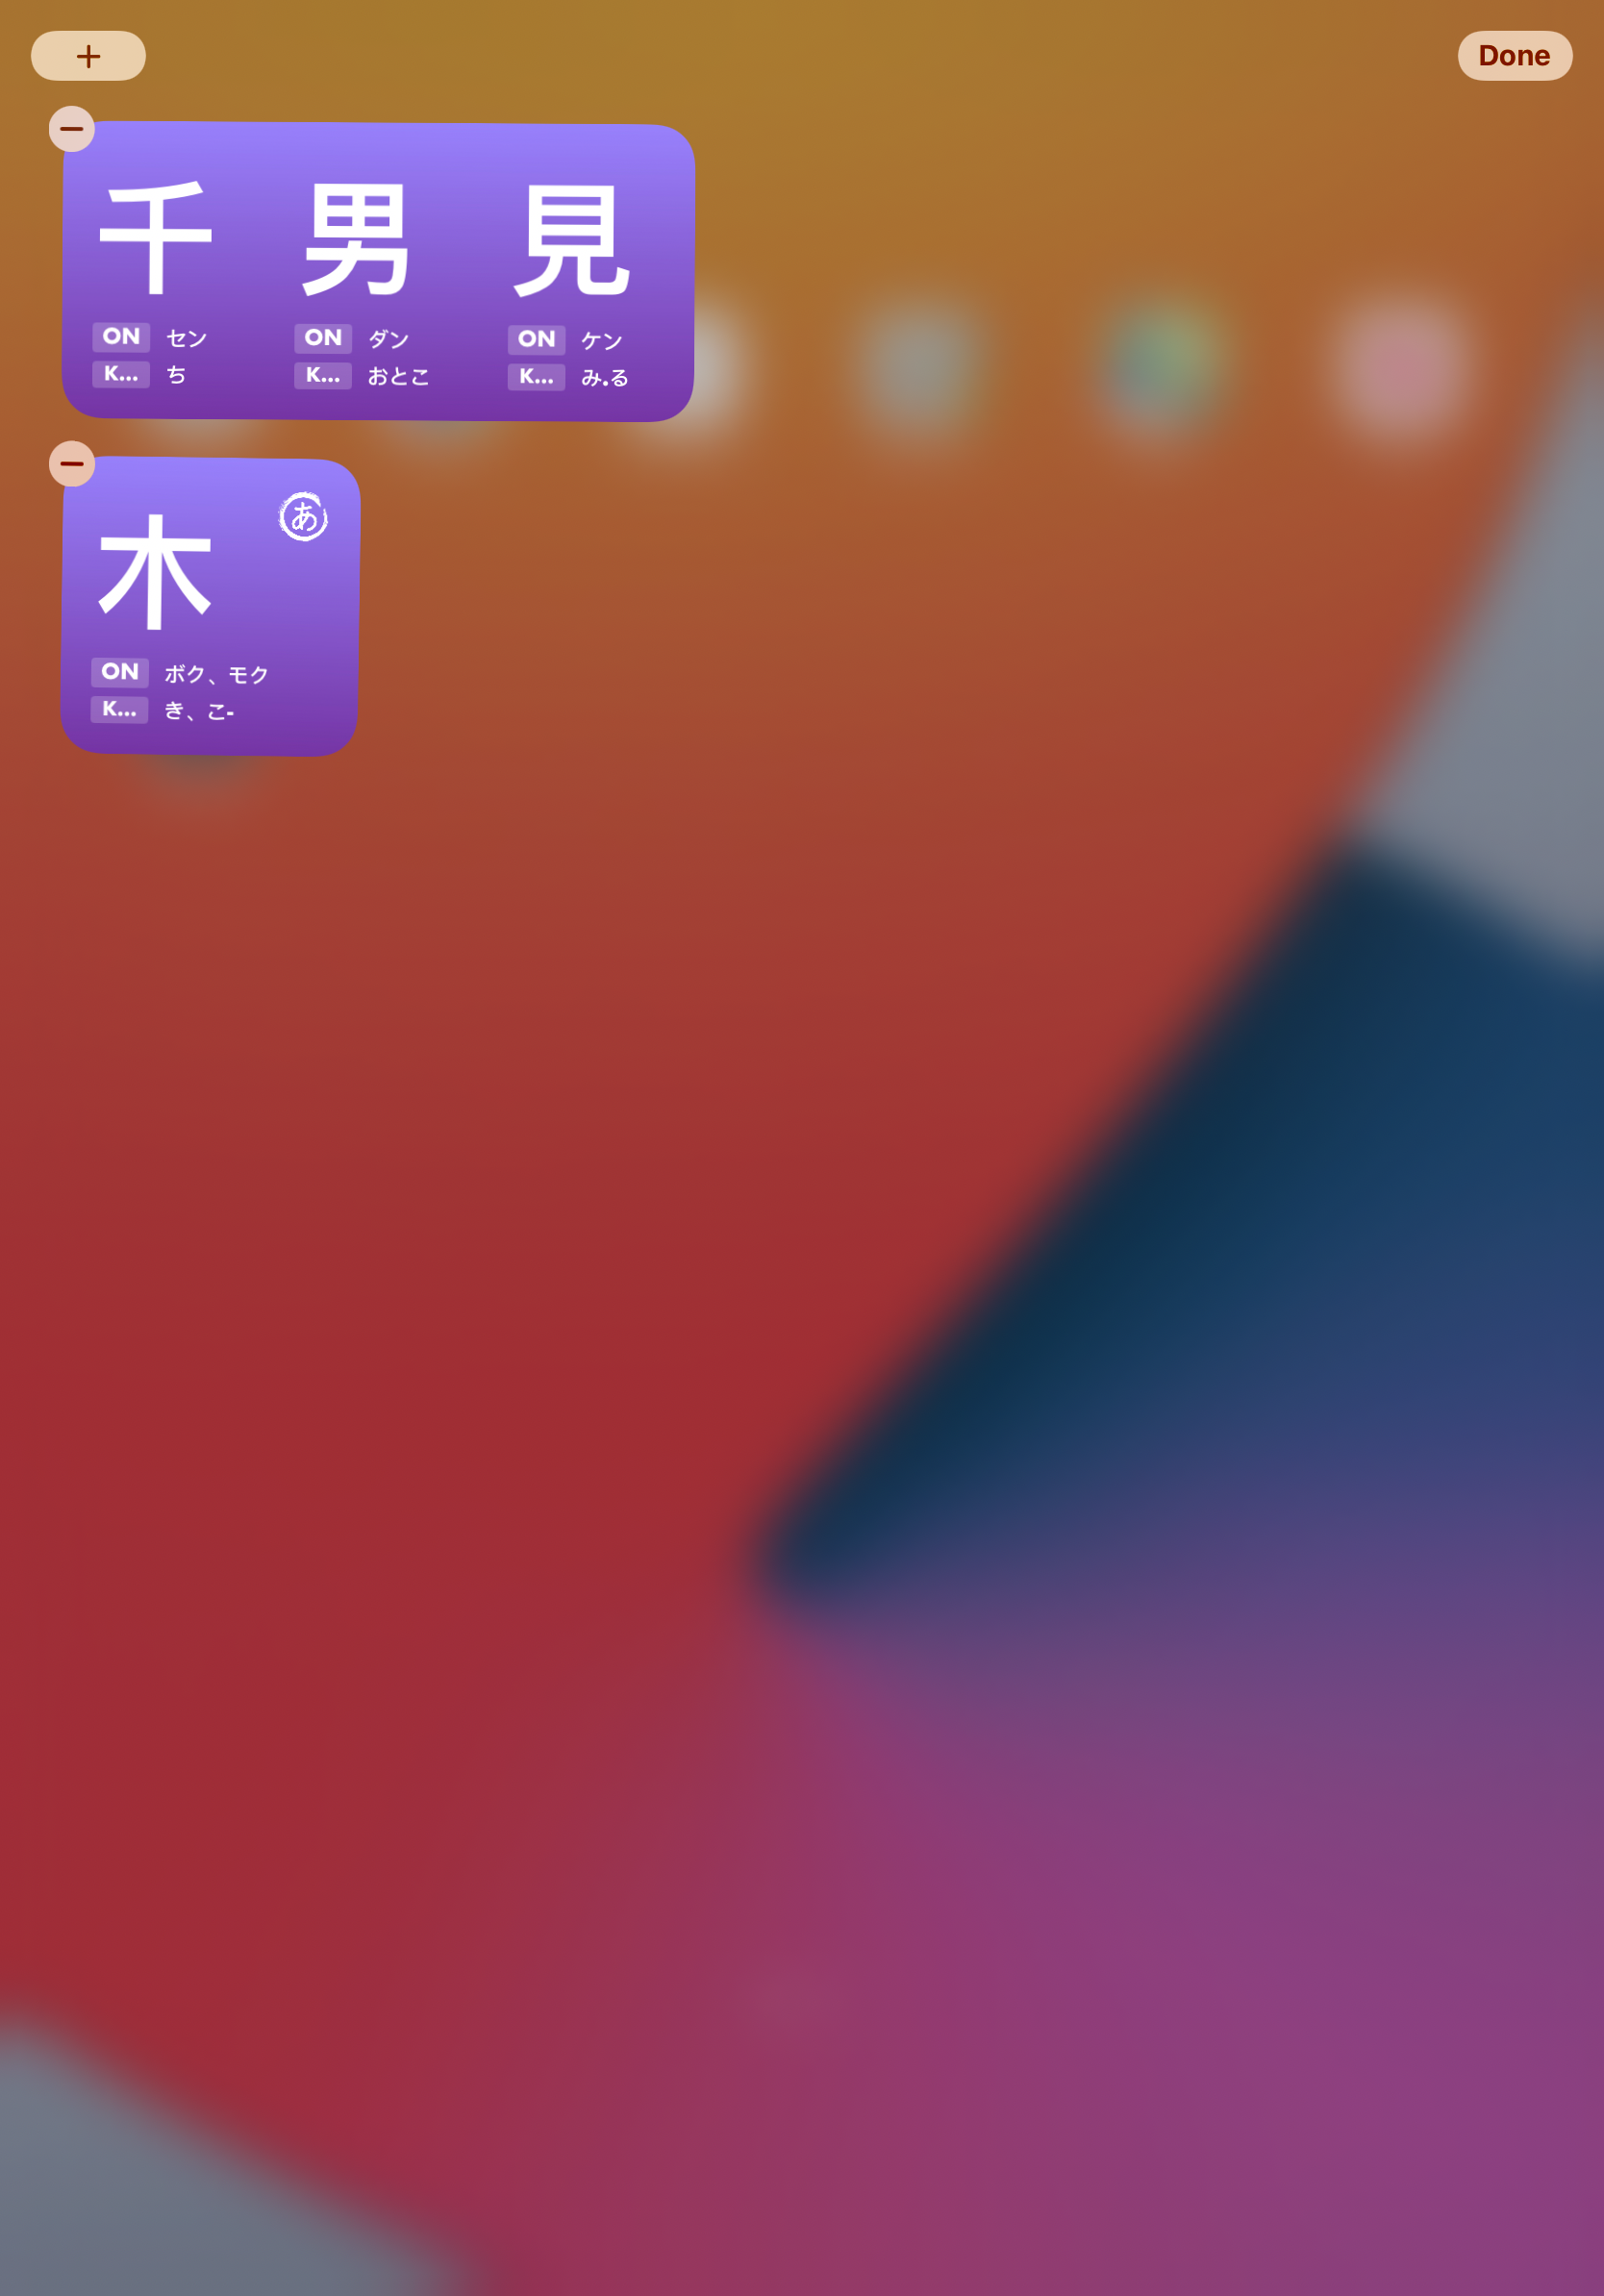 + Done
千 男 見
ON セン ON ダン ON ケン
K... ち K... おとこ K... み.る
木 あ
ON ボク、モク
K... き、こ-